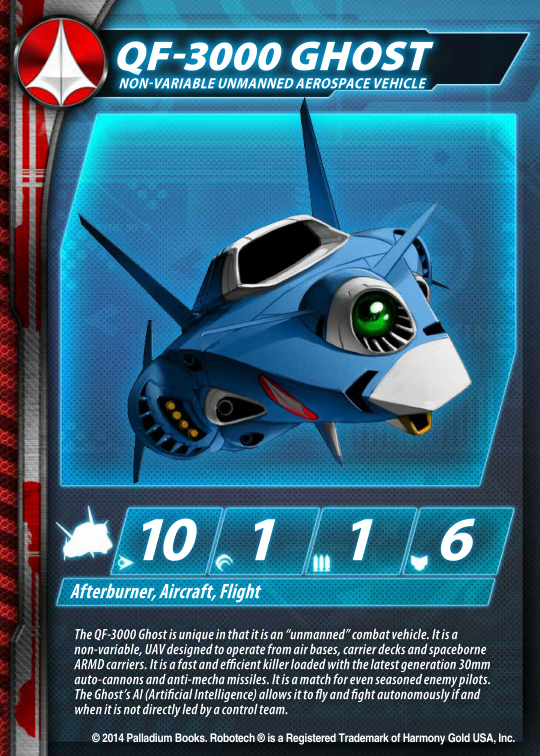 QF-3000 GHOST
NON-VARIABLE UNMANNED AEROSPACE VEHICLE
10 1 1 6
Afterburner, Aircraft, Flight
The QF-3000 Ghost is unique in that it is an “unmanned” combat vehicle. It is a
non-variable, UAV designed to operate from air bases, carrier decks and spaceborne
ARMD carriers. It is a fast and efficient killer loaded with the latest generation 30mm
auto-cannons and anti-mecha missiles. It is a match for even seasoned enemy pilots.
The Ghost’s AI (Artificial Intelligence) allows it to fly and fight autonomously if and
when it is not directly led by a control team.
© 2014 Palladium Books. Robotech ® is a Registered Trademark of Harmony Gold USA, Inc.